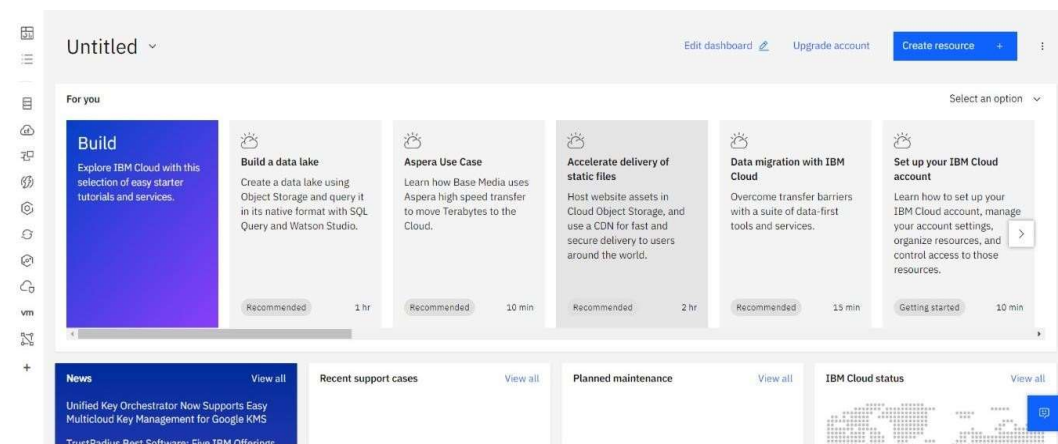 Untitled
Edit dashboard
Upgrade account
Create resource +
For you
Select an option
Build
Explore IBM Cloud with this
selection of easy starter
tutorials and services.
Build a data lake
Create a data lake using
Object Storage and query it
in its native format with SQL
Query and Watson Studio.
Recommended 1 hr
Aspera Use Case
Learn how Base Media uses
Aspera high speed transfer
to move Terabytes to the
Cloud.
Recommended 10 min
Accelerate delivery of
static files
Host website assets in
Cloud Object Storage, and
use a CDN for fast and
secure delivery to users
around the world.
Recommended 2 hr
Data migration with IBM
Cloud
Overcome transfer barriers
with a suite of data-first
tools and services.
Recommended 15 min
Set up your IBM Cloud
account
Learn how to set up your
IBM Cloud account, manage
your account settings,
organize resources, and
control access to those
resources.
Getting started 10 min
vm
News View all
Unified Key Orchestrator Now Supports Easy
Multicloud Key Management for Google KMS
TrustRadius Best Software: Five IBM Offerings
Recent support cases View all
Planned maintenance View all
IBM Cloud status View all